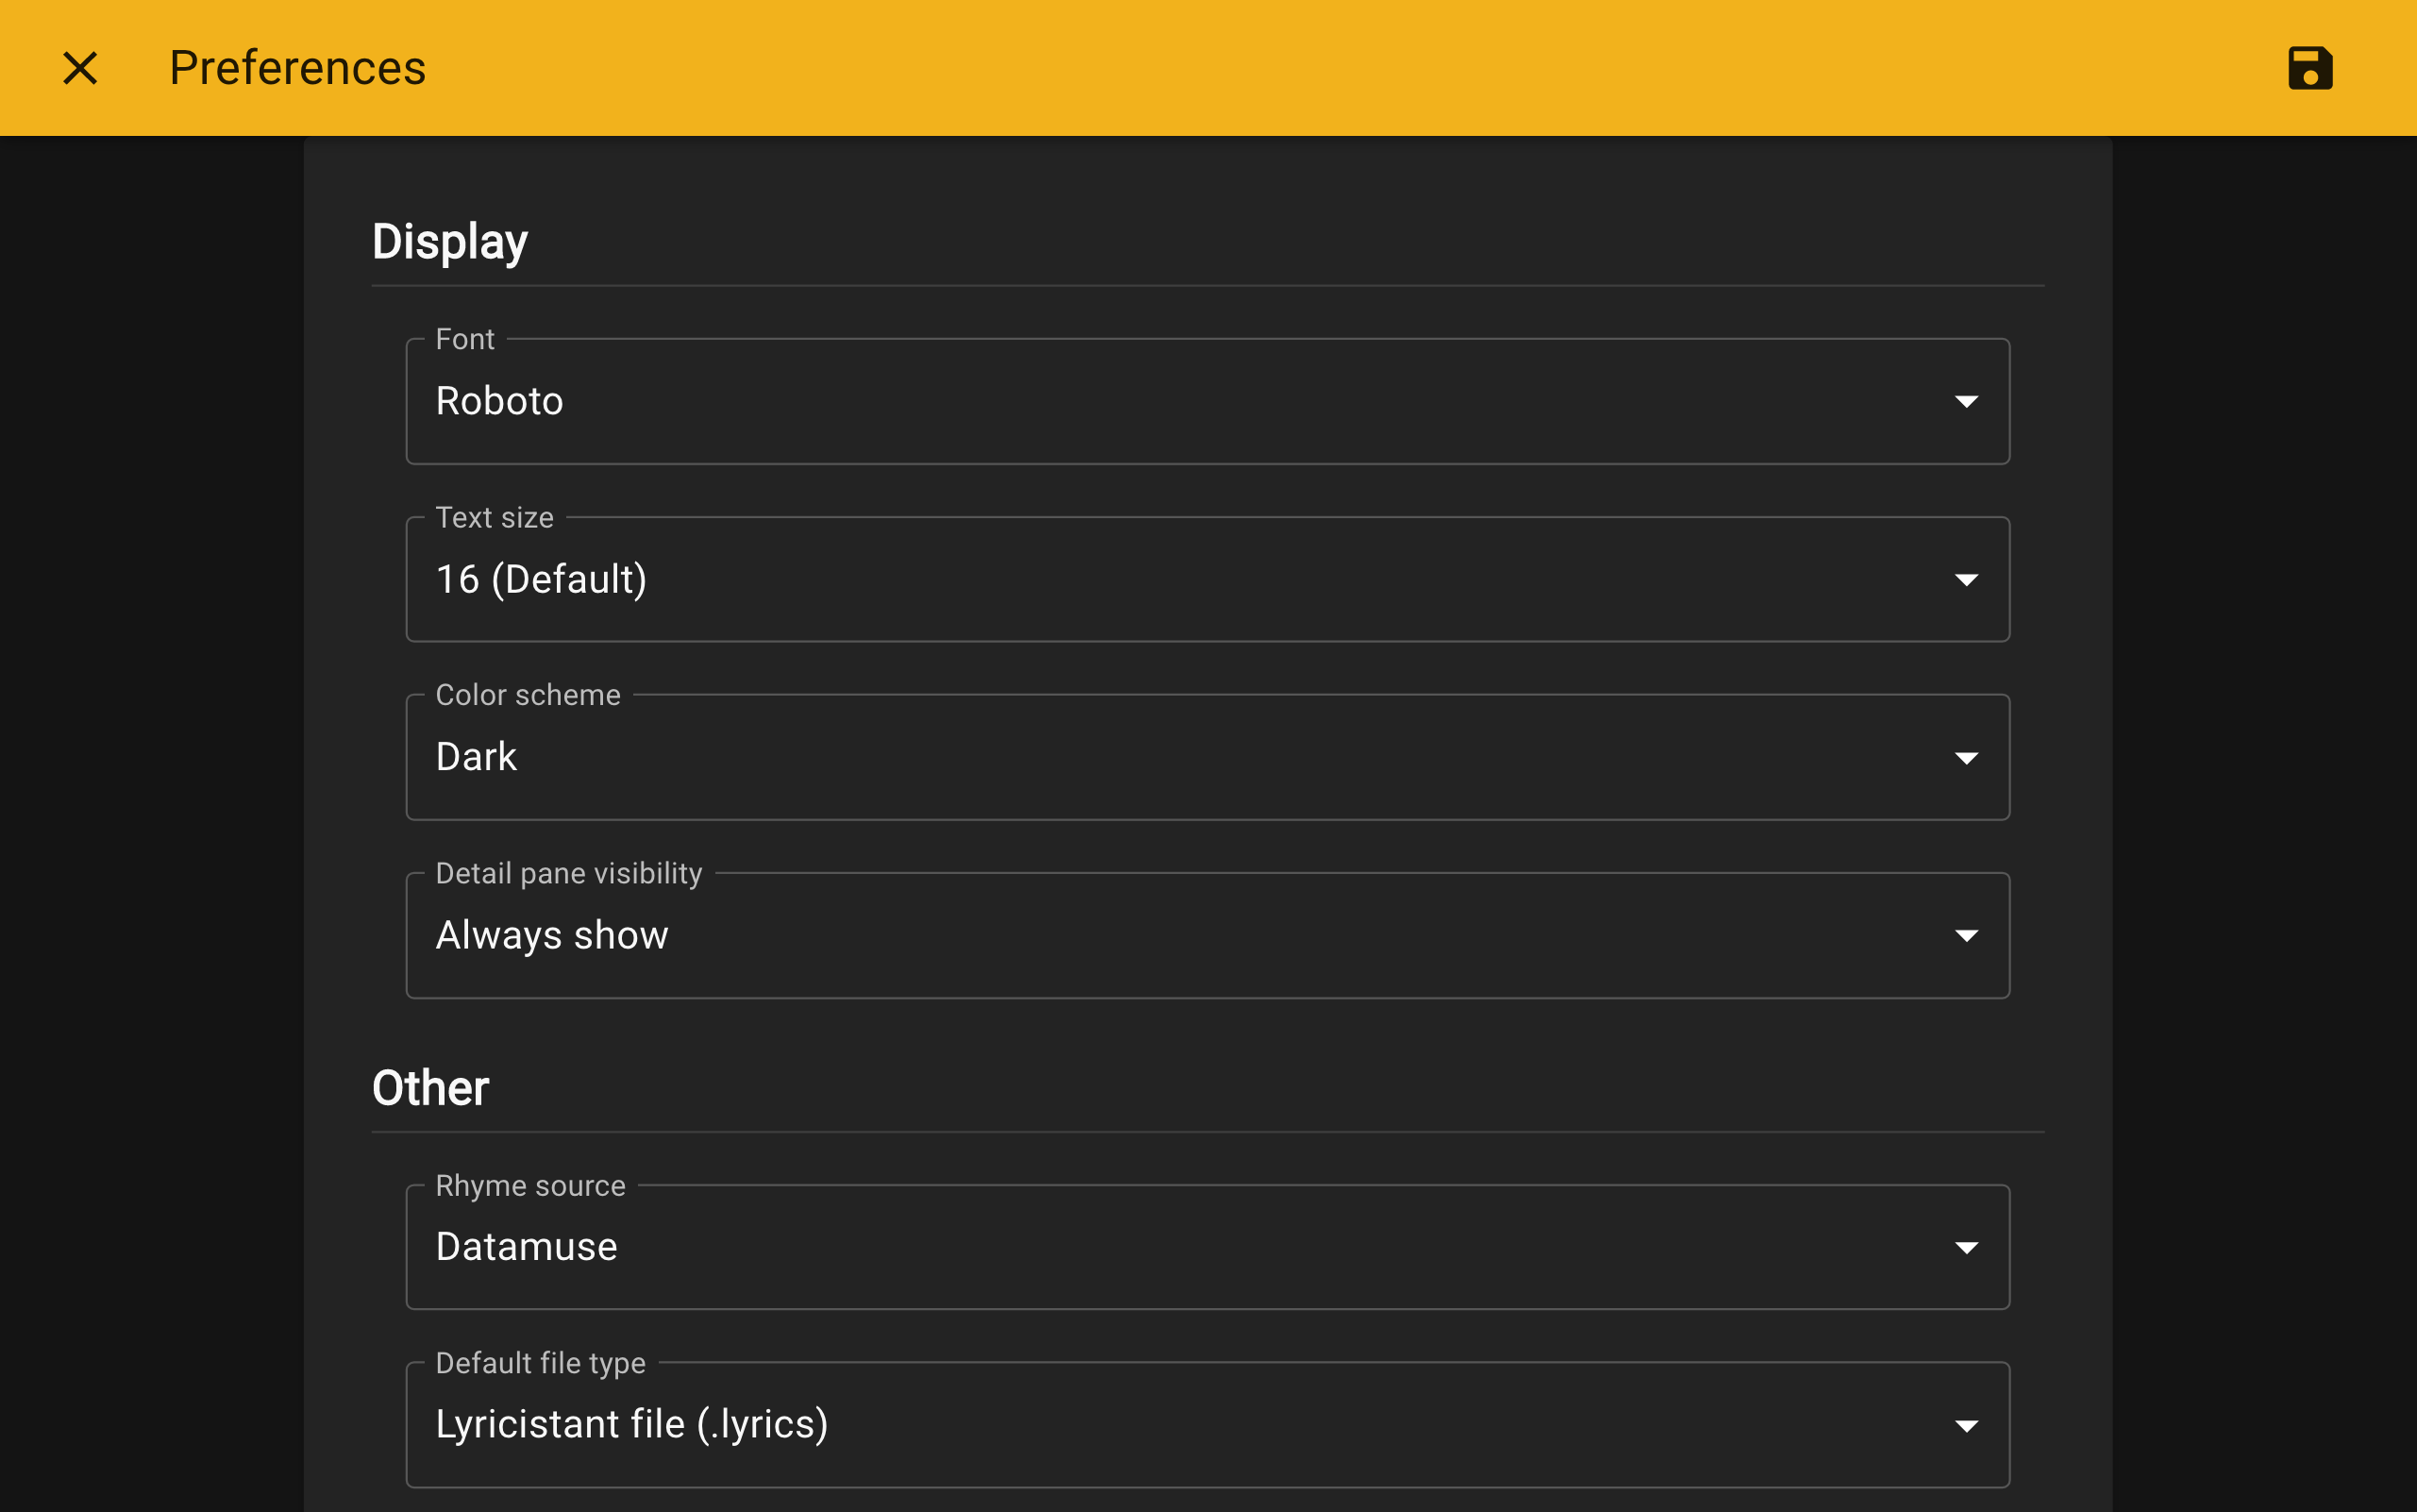 Preferences
Display
Font
Roboto
Text size
16 (Default)
Color scheme
Dark
Detail pane visibility
Always show
Other
Rhyme source
Datamuse
Default file type
Lyricistant file (.lyrics)